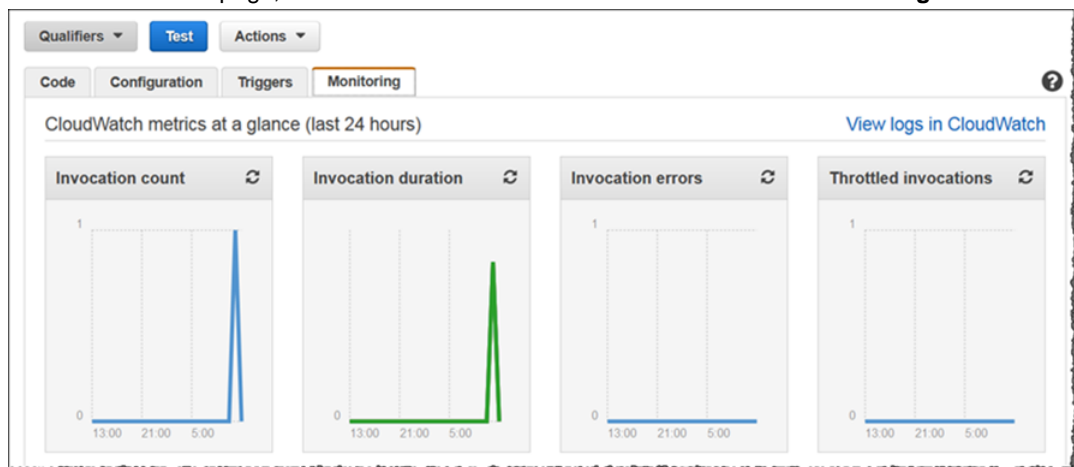 Qualifiers Test Actions
Code Configuration Triggers Monitoring
CloudWatch metrics at a glance (last 24 hours) View logs in CloudWatch
Invocation count Invocation duration Invocation errors Throttled invocations
1 1 1
0 0 0 0
13:00 21:00 5:00 13:00 21:00 5:00 13:00 21:00 5:00 13:00 21:00 5:00